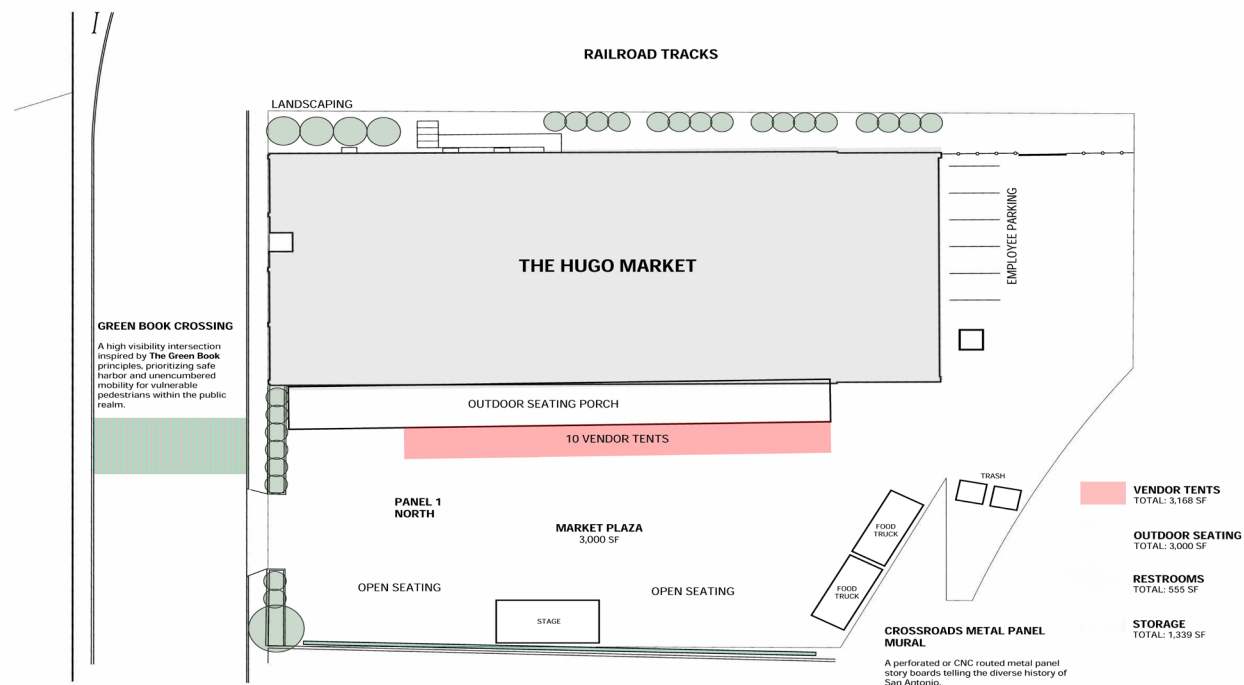 RAILROAD TRACKS
LANDSCAPING
EMPLOYEE PARKING
THE HUGO MARKET
GREEN BOOK CROSSING
A high visibility intersection
inspired by The Green Book
principles, prioritizing safe
harbor and unencumbered
mobility for vulnerable
pedestrians within the public
realm.
OUTDOOR SEATING PORCH
10 VENDOR TENTS
PANEL 1
NORTH
MARKET PLAZA
3,000 SF
OPEN SEATING
OPEN SEATING
STAGE
FOOD
TRUCK
FOOD
TRUCK
TRASH
VENDOR TENTS
TOTAL: 3,168 SF
OUTDOOR SEATING
TOTAL: 3,000 SF
RESTROOMS
TOTAL: 555 SF
STORAGE
TOTAL: 1,339 SF
CROSSROADS METAL PANEL
MURAL
A perforated or CNC routed metal panel
story boards telling the diverse history of
San Antonio.